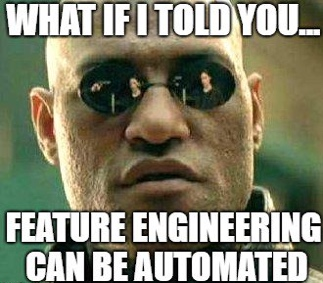 WHAT IF I TOLD YOU...
FEATURE ENGINEERING
CAN BE AUTOMATED